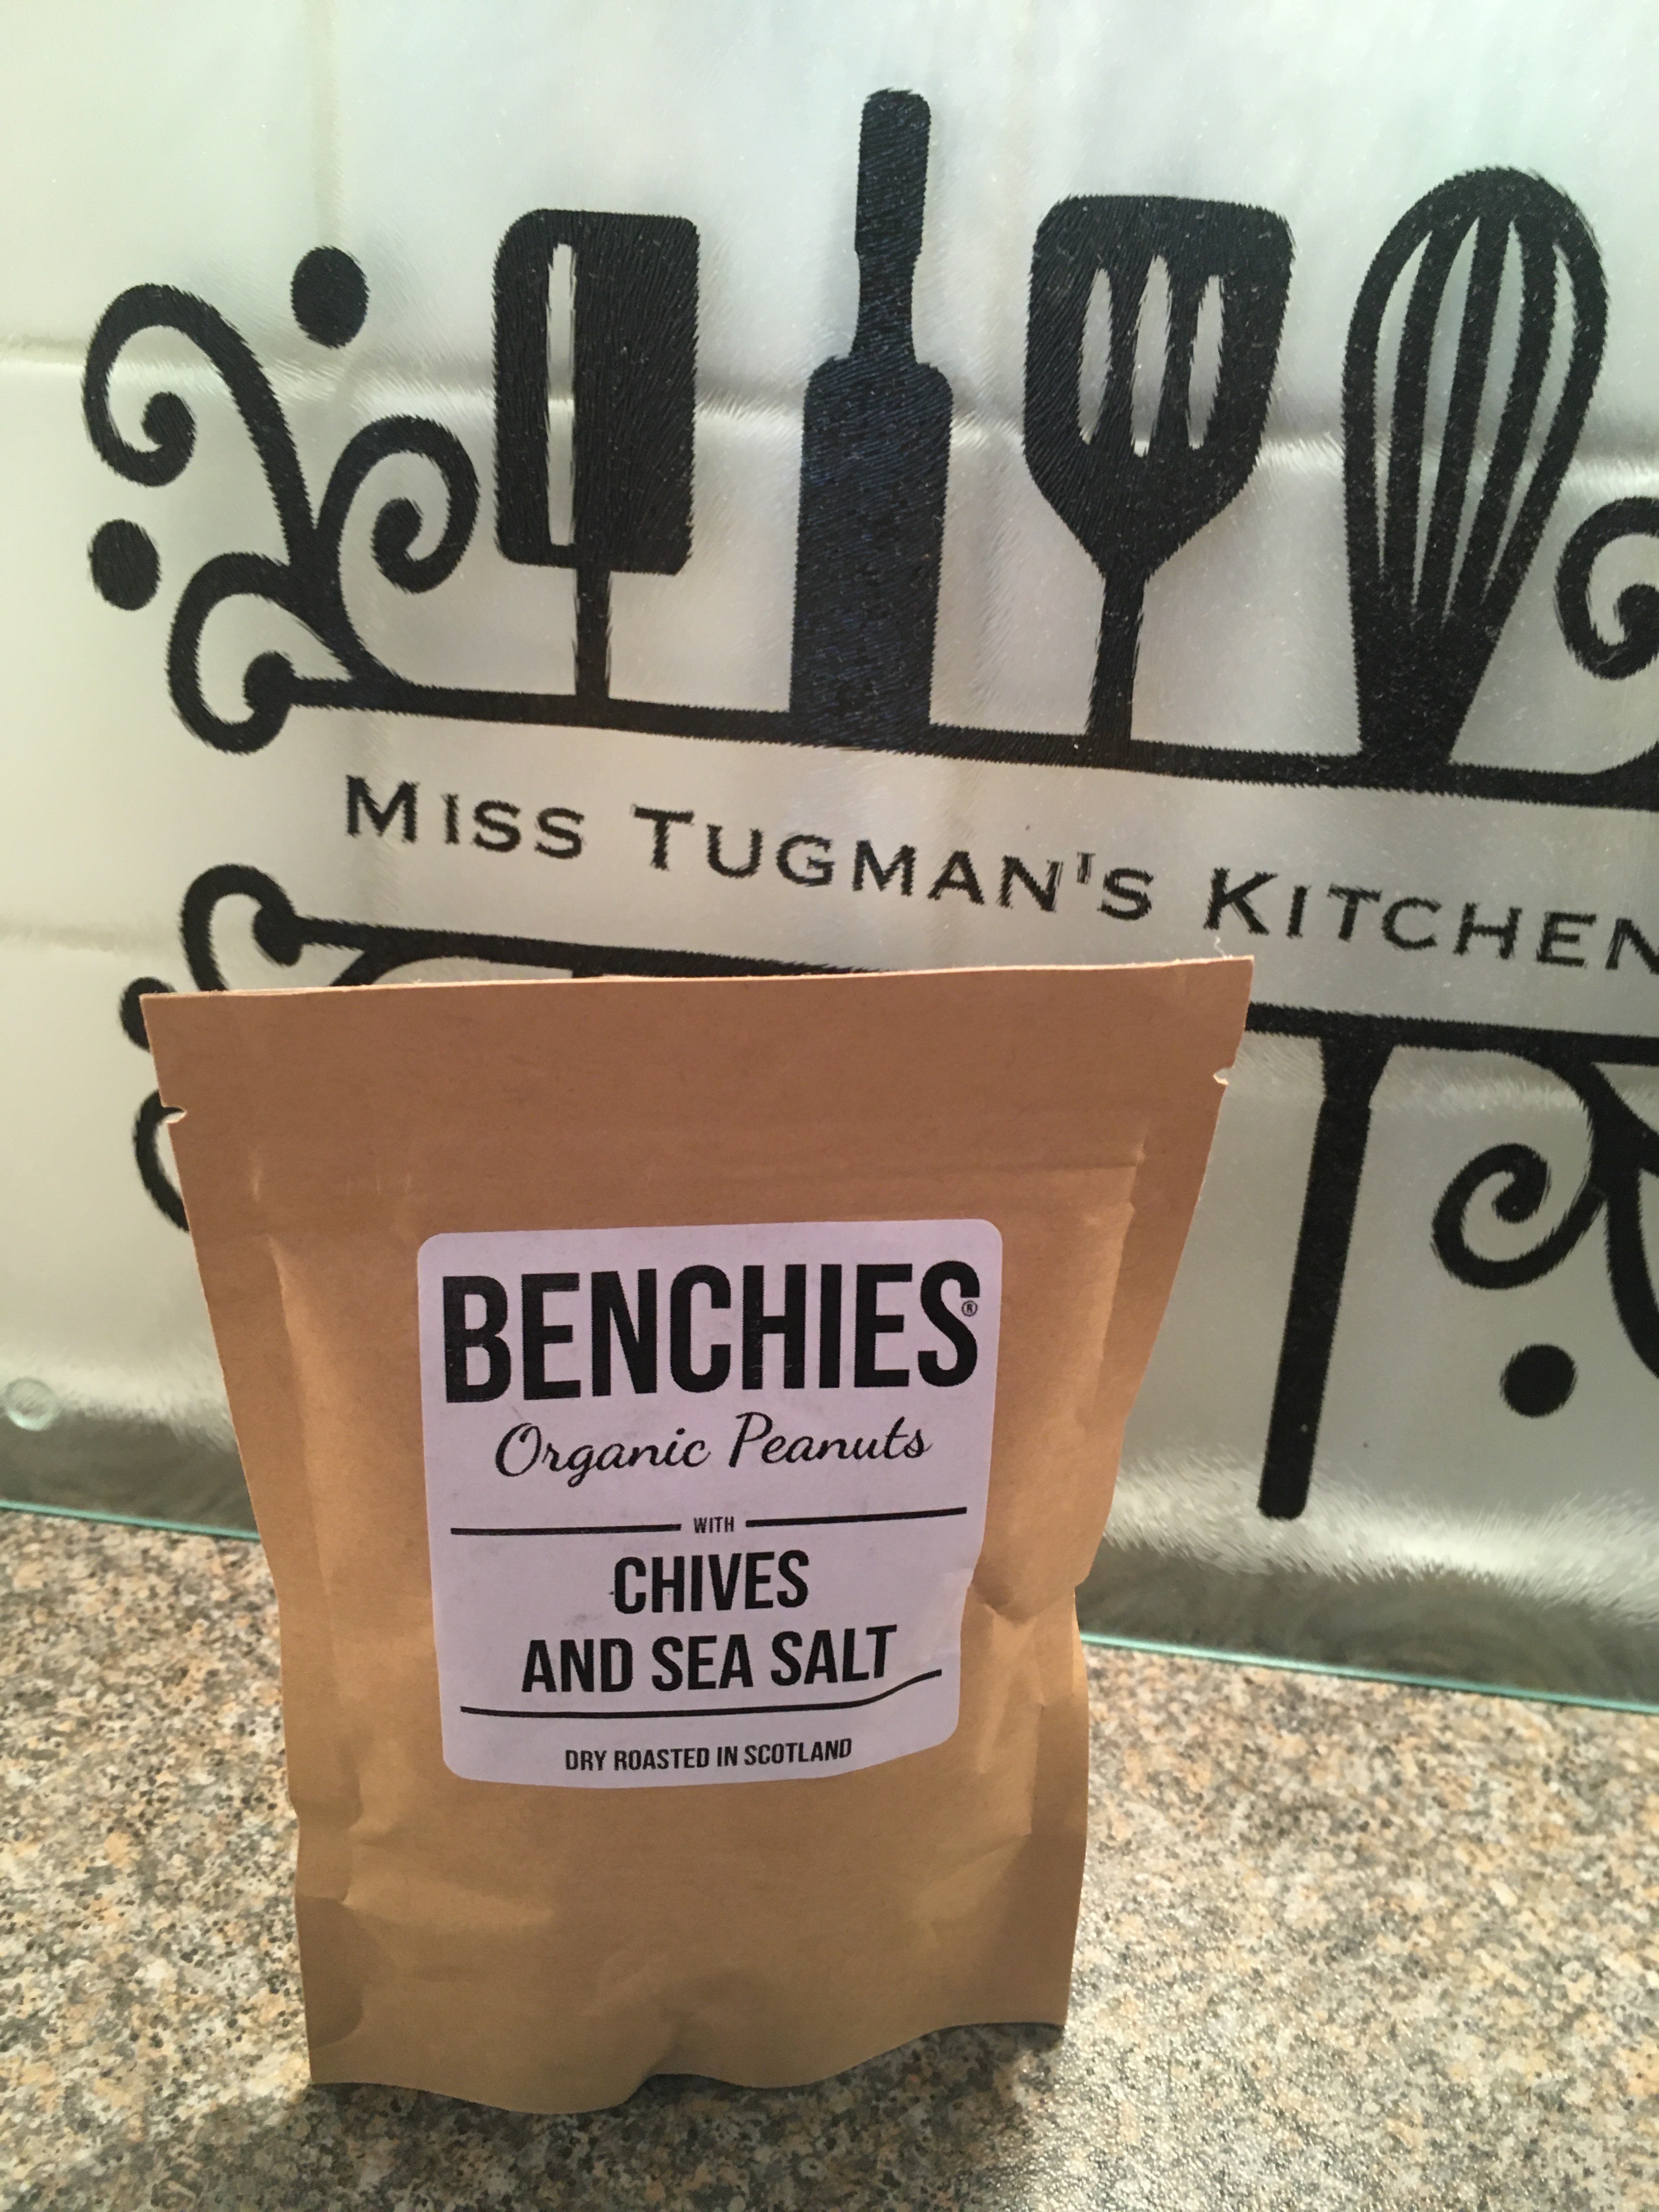 MISS TUGMAN'S KITCHEN
BENCHIES®
Organic Peanuts
WITH
CHIVES
AND SEA SALT
DRY ROASTED IN SCOTLAND